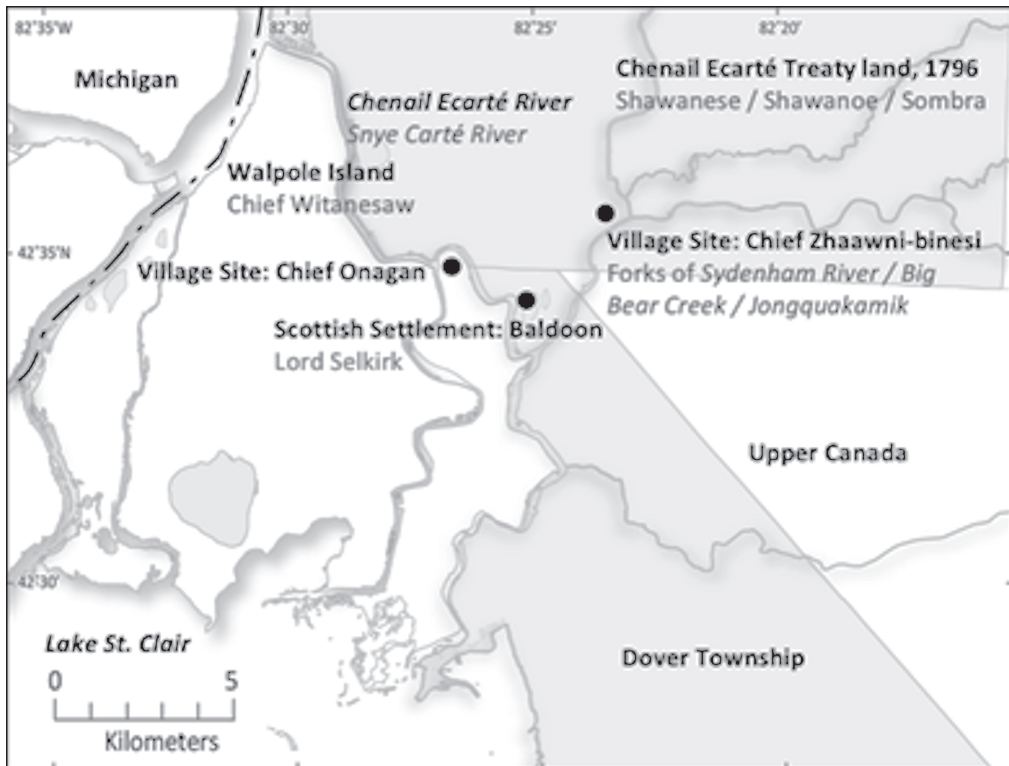 82°35'W
82°30'
82°25'
82°20'
Michigan
Chenail Ecarté Treaty land, 1796
Shawanese / Shawanoe / Sombra
Chenail Ecarté River
Snye Carté River
Walpole Island
Chief Witanesaw
42°35'N
Village Site: Chief Zhaawni-binesi
Forks of Sydenham River / Big
Bear Creek / Jongquakamik
Village Site: Chief Onagan
Scottish Settlement: Baldoon
Lord Selkirk
Upper Canada
42°30'
Lake St. Clair
Dover Township
0 5
Kilometers